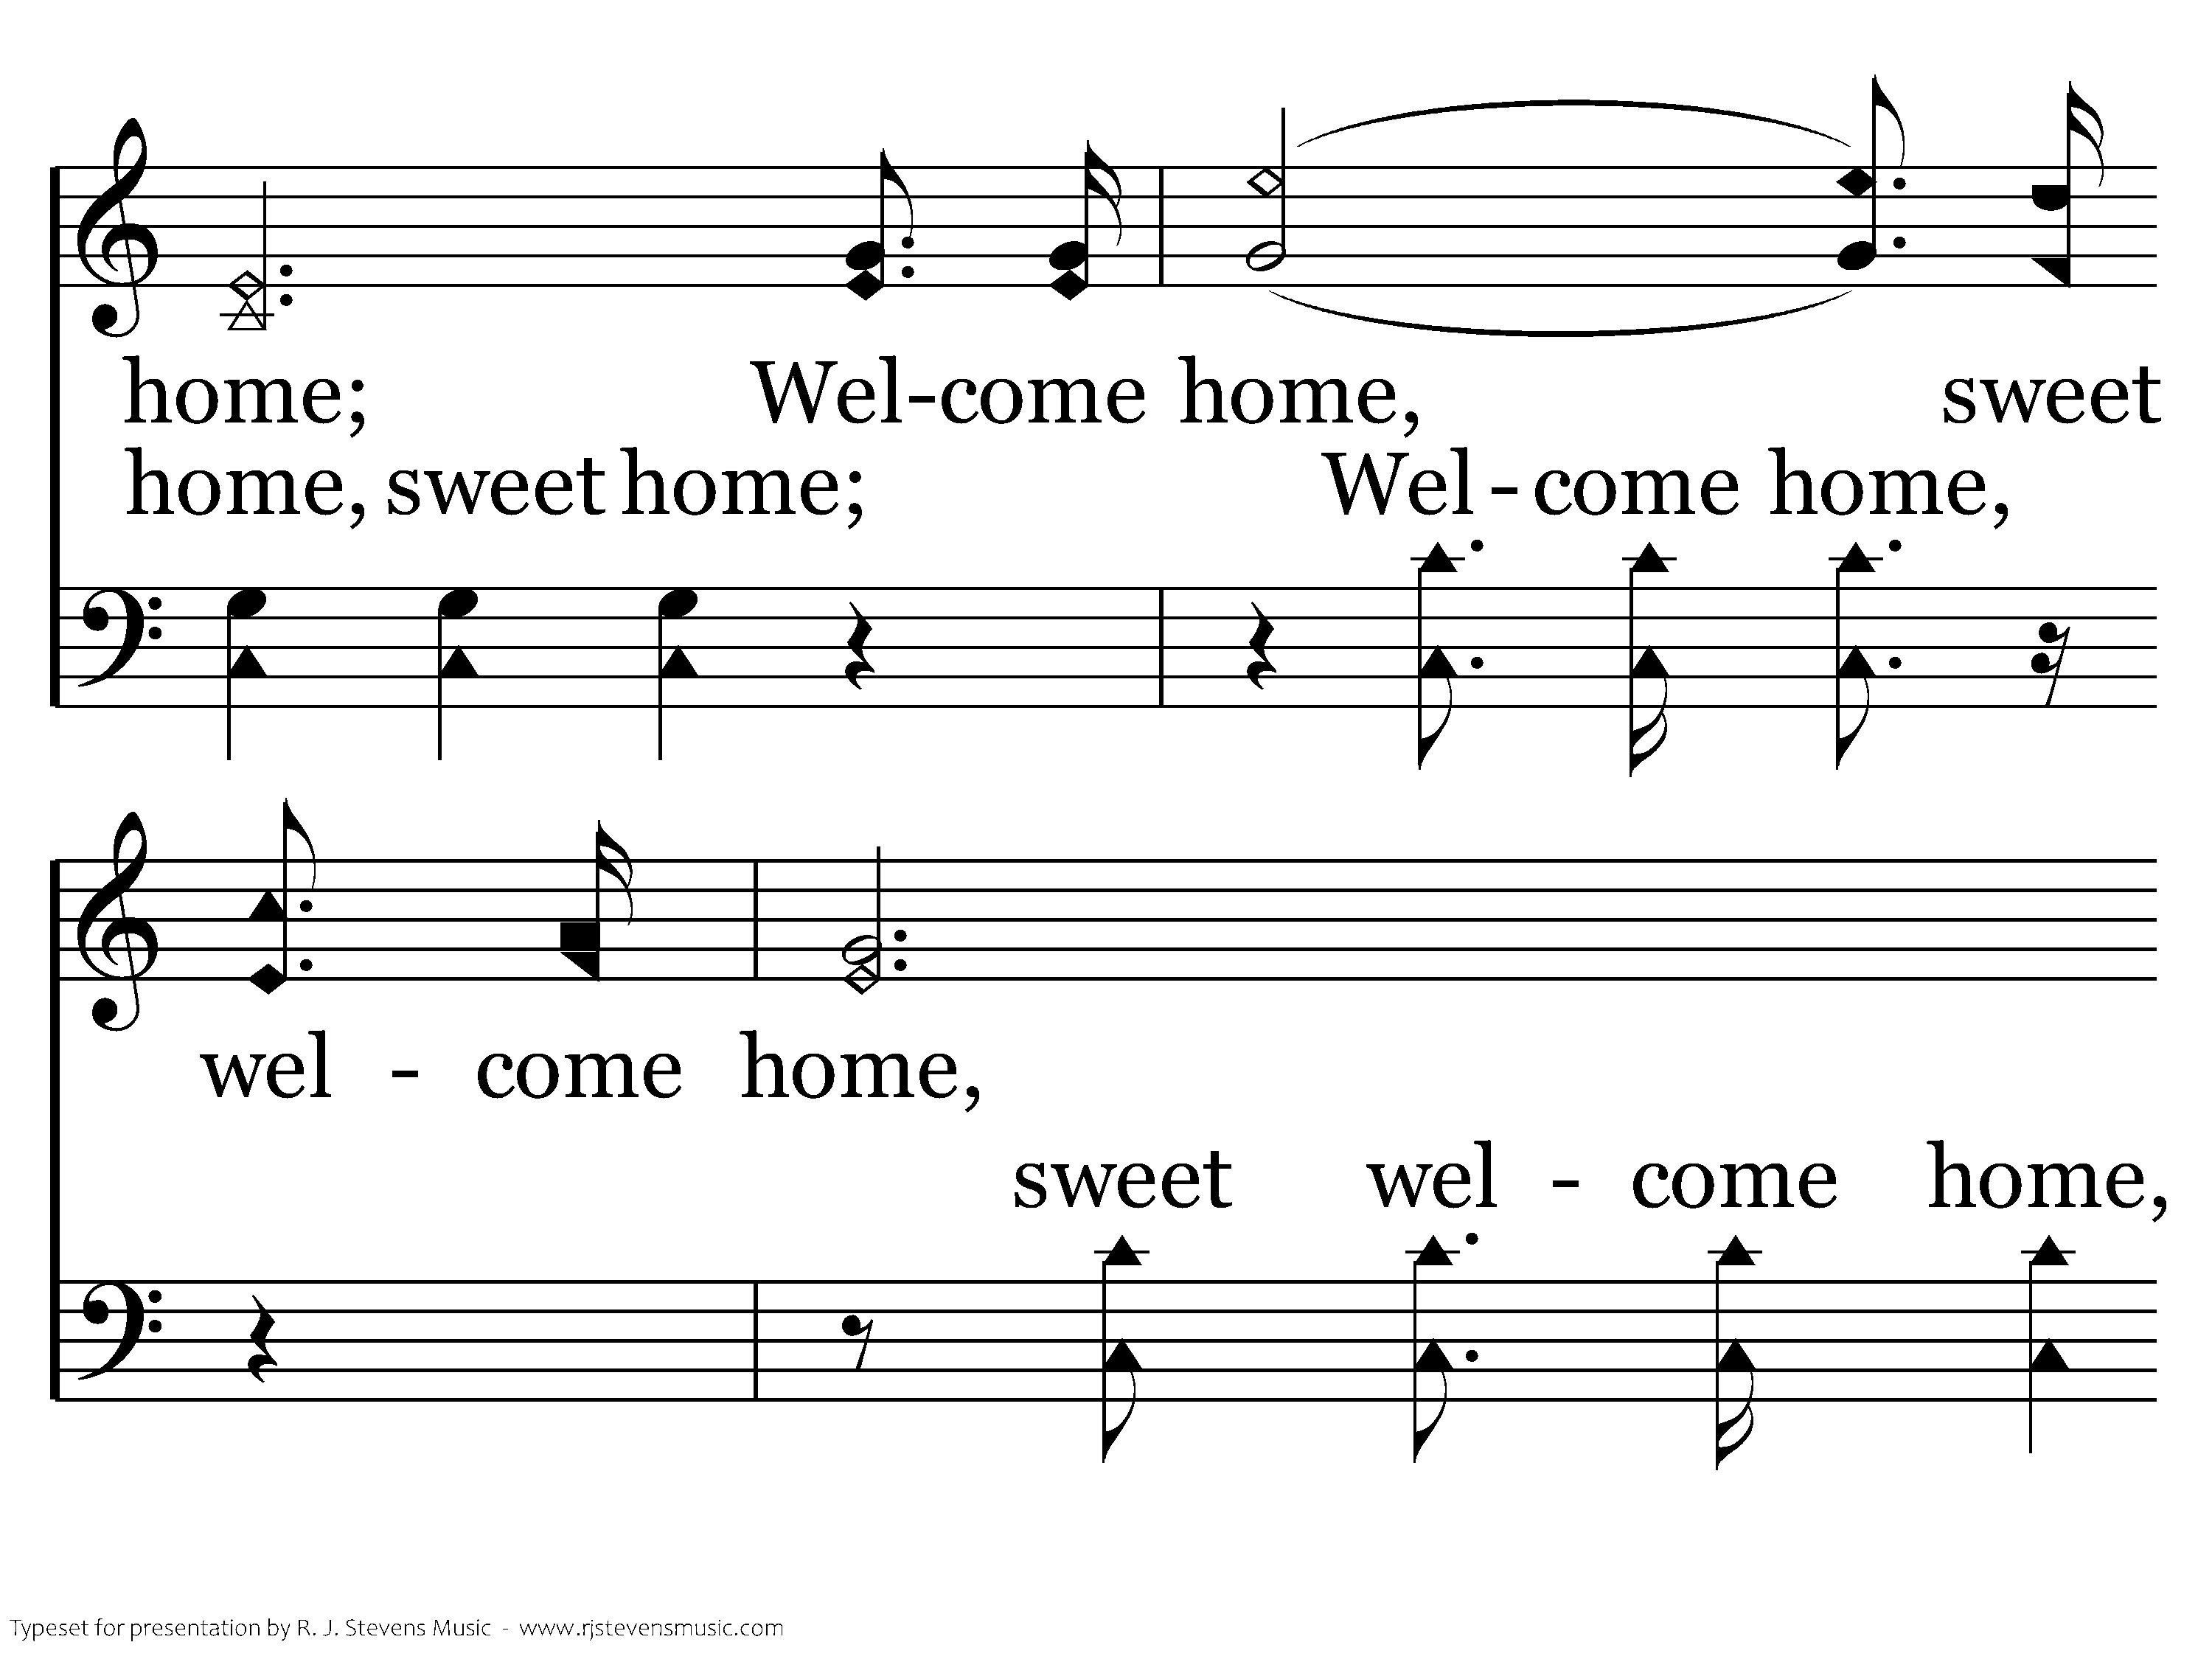 home; Wel-come home, sweet
home, sweet home; Wel - come home,
wel - come home,
sweet wel - come home,
Typeset for presentation by R. J. Stevens Music - www.rjstevensmusic.com